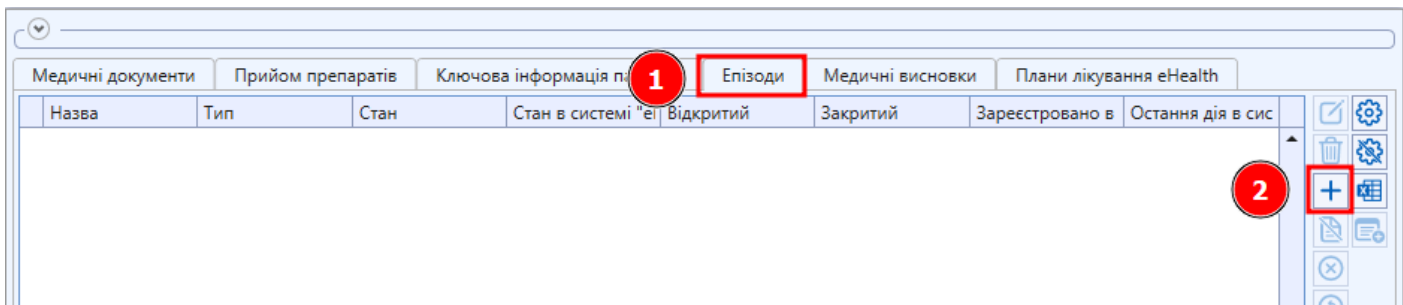 Медичні документи Прийом препаратів Ключова інформація 1 Епізоди Медичні висновки Плани лікування eHealth
Назва Тип Стан Стан в системі "eH Відкритий Закритий Зареєстровано в Остання дія в сис
2